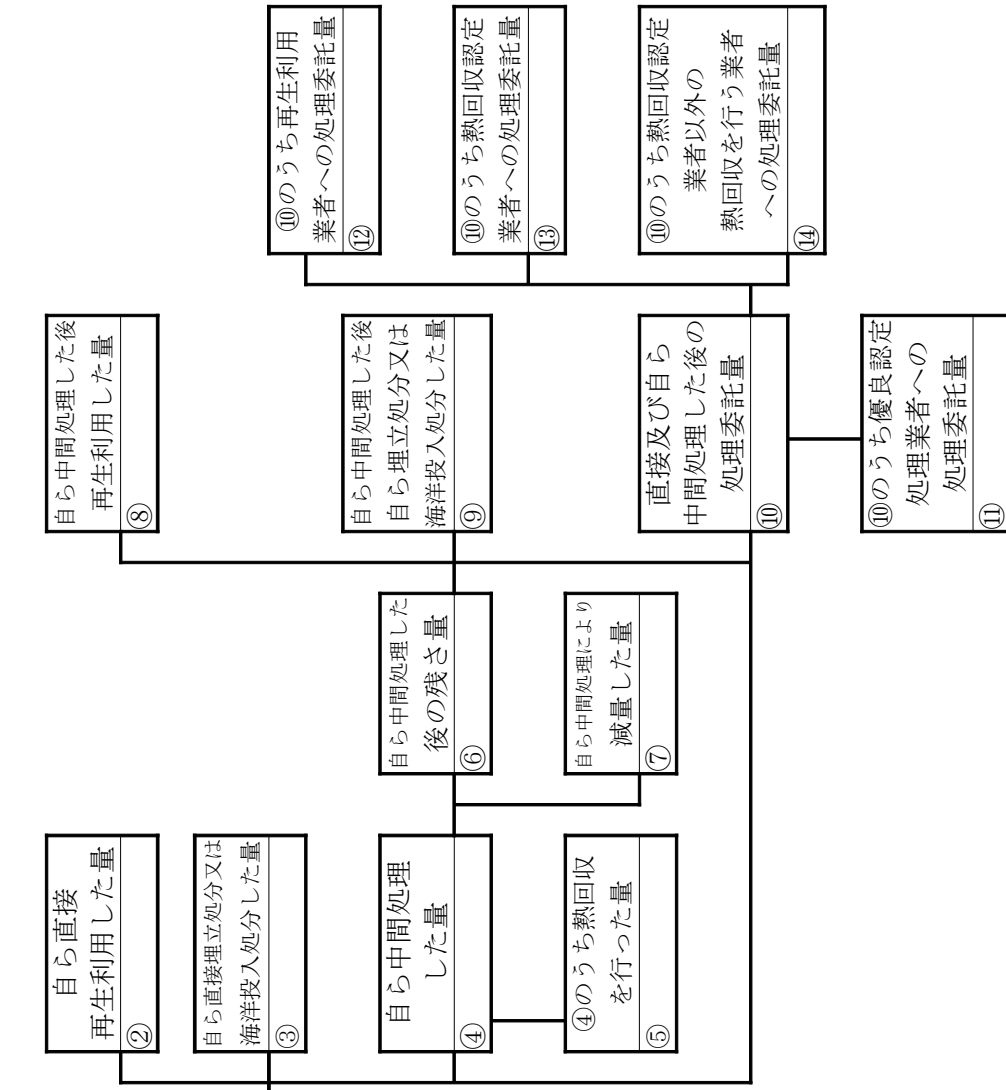 自ら直接
再生利用した量
②
自ら直接埋立処分又は
海洋投入処分した量
③
自ら中間処理
した量
④
④のうち熱回収
を行った量
⑤
自ら中間処理した
後の残さ量
⑥
自ら中間処理により
減量した量
⑦
自ら中間処理した後
再生利用した量
⑧
自ら中間処理した後
自ら埋立処分又は
海洋投入処分した量
⑨
直接及び自ら
中間処理した後の
処理委託量
⑩
⑩のうち優良認定
処理業者への
処理委託量
⑪
⑩のうち再生利用
業者への処理委託量
⑫
⑩のうち熱回収認定
業者への処理委託量
⑬
⑩のうち熱回収認定
業者以外の
熱回収を行う業者
への処理委託量
⑭